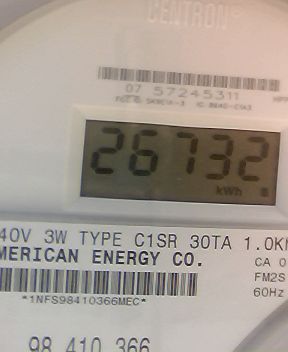 CENTRON®
07 57245311
26732
kWh
40V 3W TYPE C1SR 30TA 1.0K
MERICAN ENERGY CO.
CA 0
FM2S
*1NFS98410366MEC*
60Hz
98 410 366